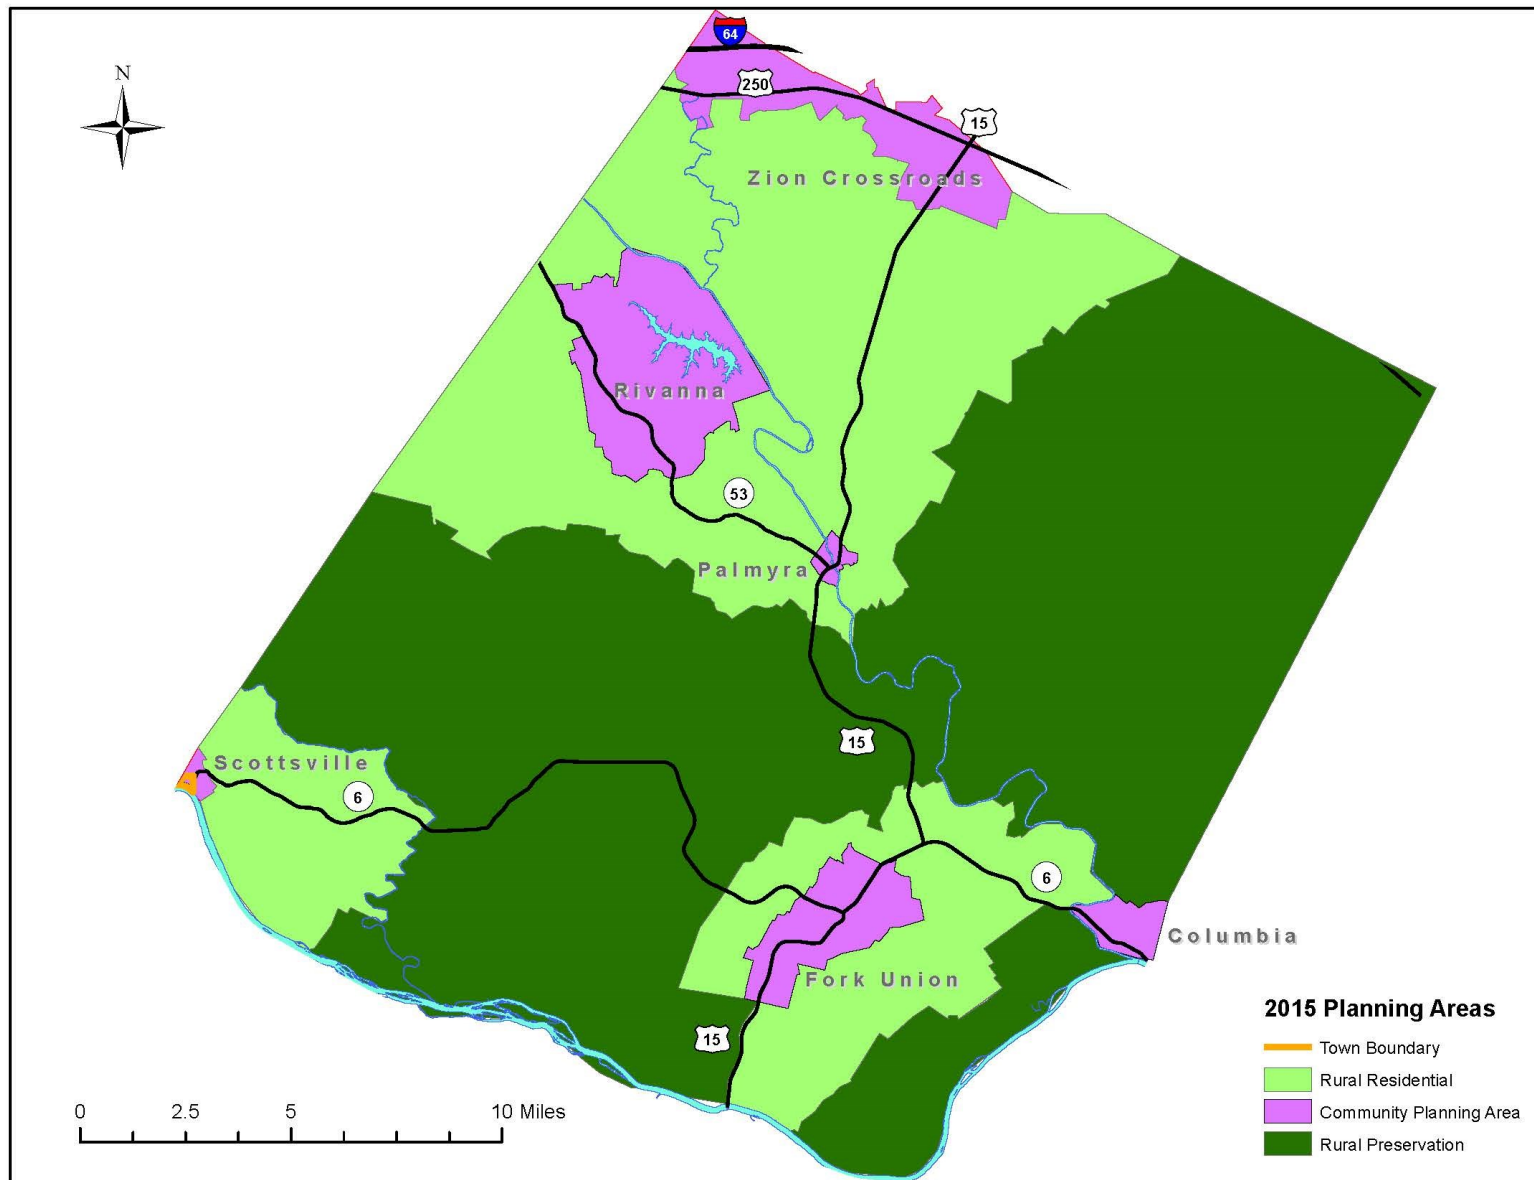 64
N
250
15
Zion Crossroads
Rivanna
53
Palmyra
15
Scottsville
6
6
Columbia
Fork Union
15
2015 Planning Areas
Town Boundary
Rural Residential
Community Planning Area
Rural Preservation
0 2.5 5 10 Miles